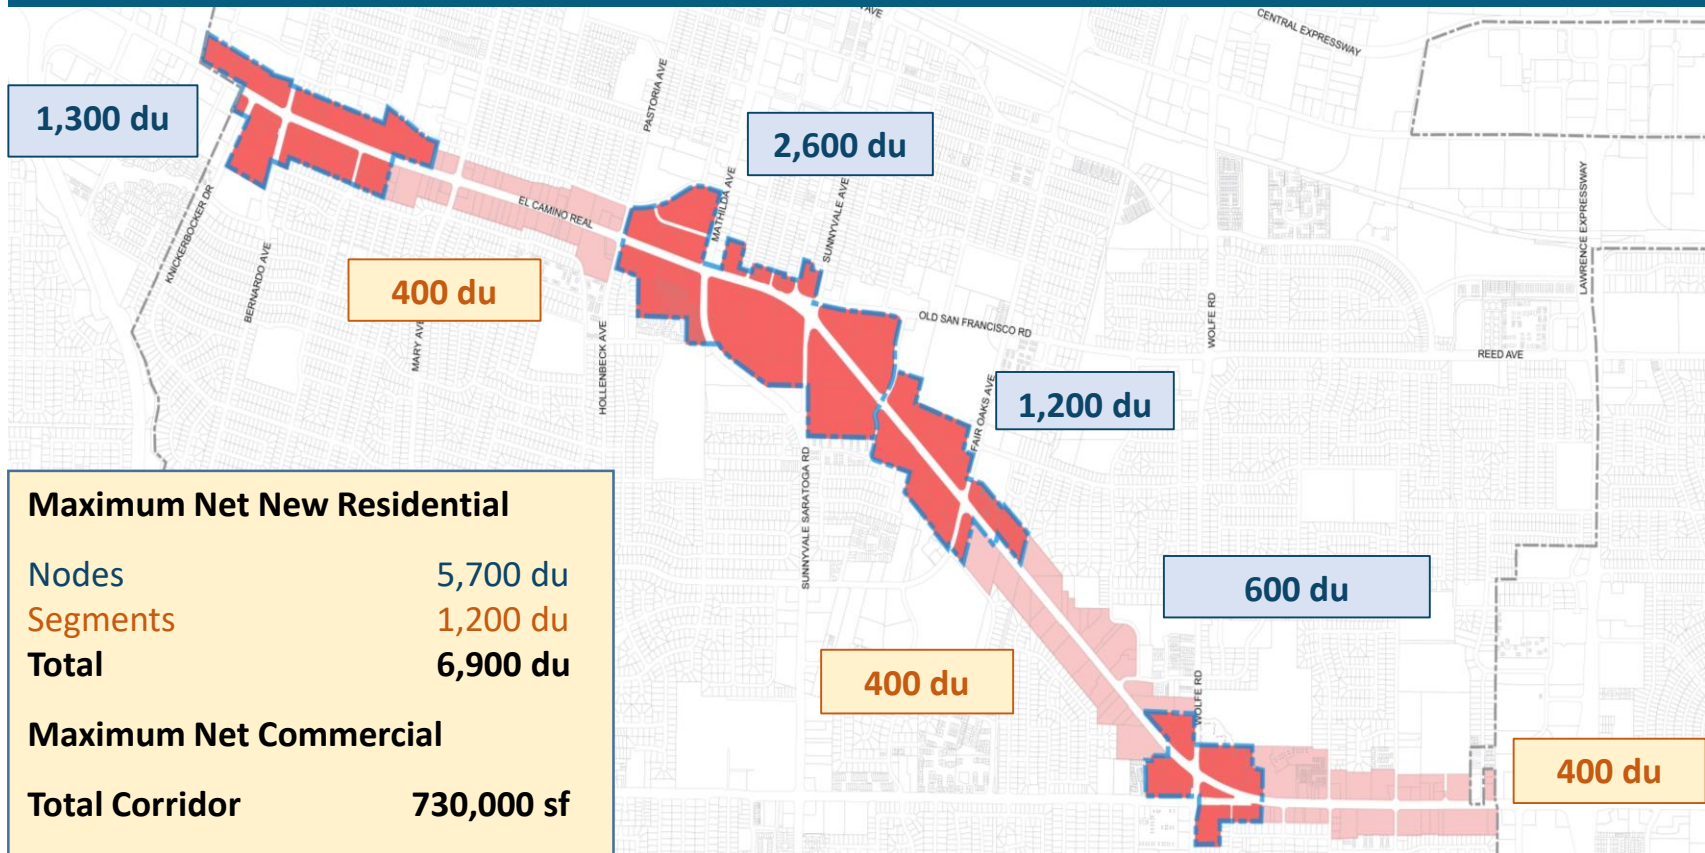 AVE
CENTRAL EXPRESSWAY
1,300 du
PASTORIA AVE
2,600 du
KNICKERBOCKER DR
EL CAMINO REAL
MATHILDA AVE
SUNNYVALE AVE
LAWRENCE EXPRESSWAY
BERNARDO AVE
400 du
MARY AVE
HOLLENBECK AVE
OLD SAN FRANCISCO RD
WOLFE RD
REED AVE
FAIR OAKS AVE
1,200 du
SUNNYVALE SARATOGA RD
Maximum Net New Residential
Nodes 5,700 du
Segments 1,200 du
Total 6,900 du
Maximum Net Commercial
Total Corridor 730,000 sf
600 du
400 du
WOLFE RD
400 du